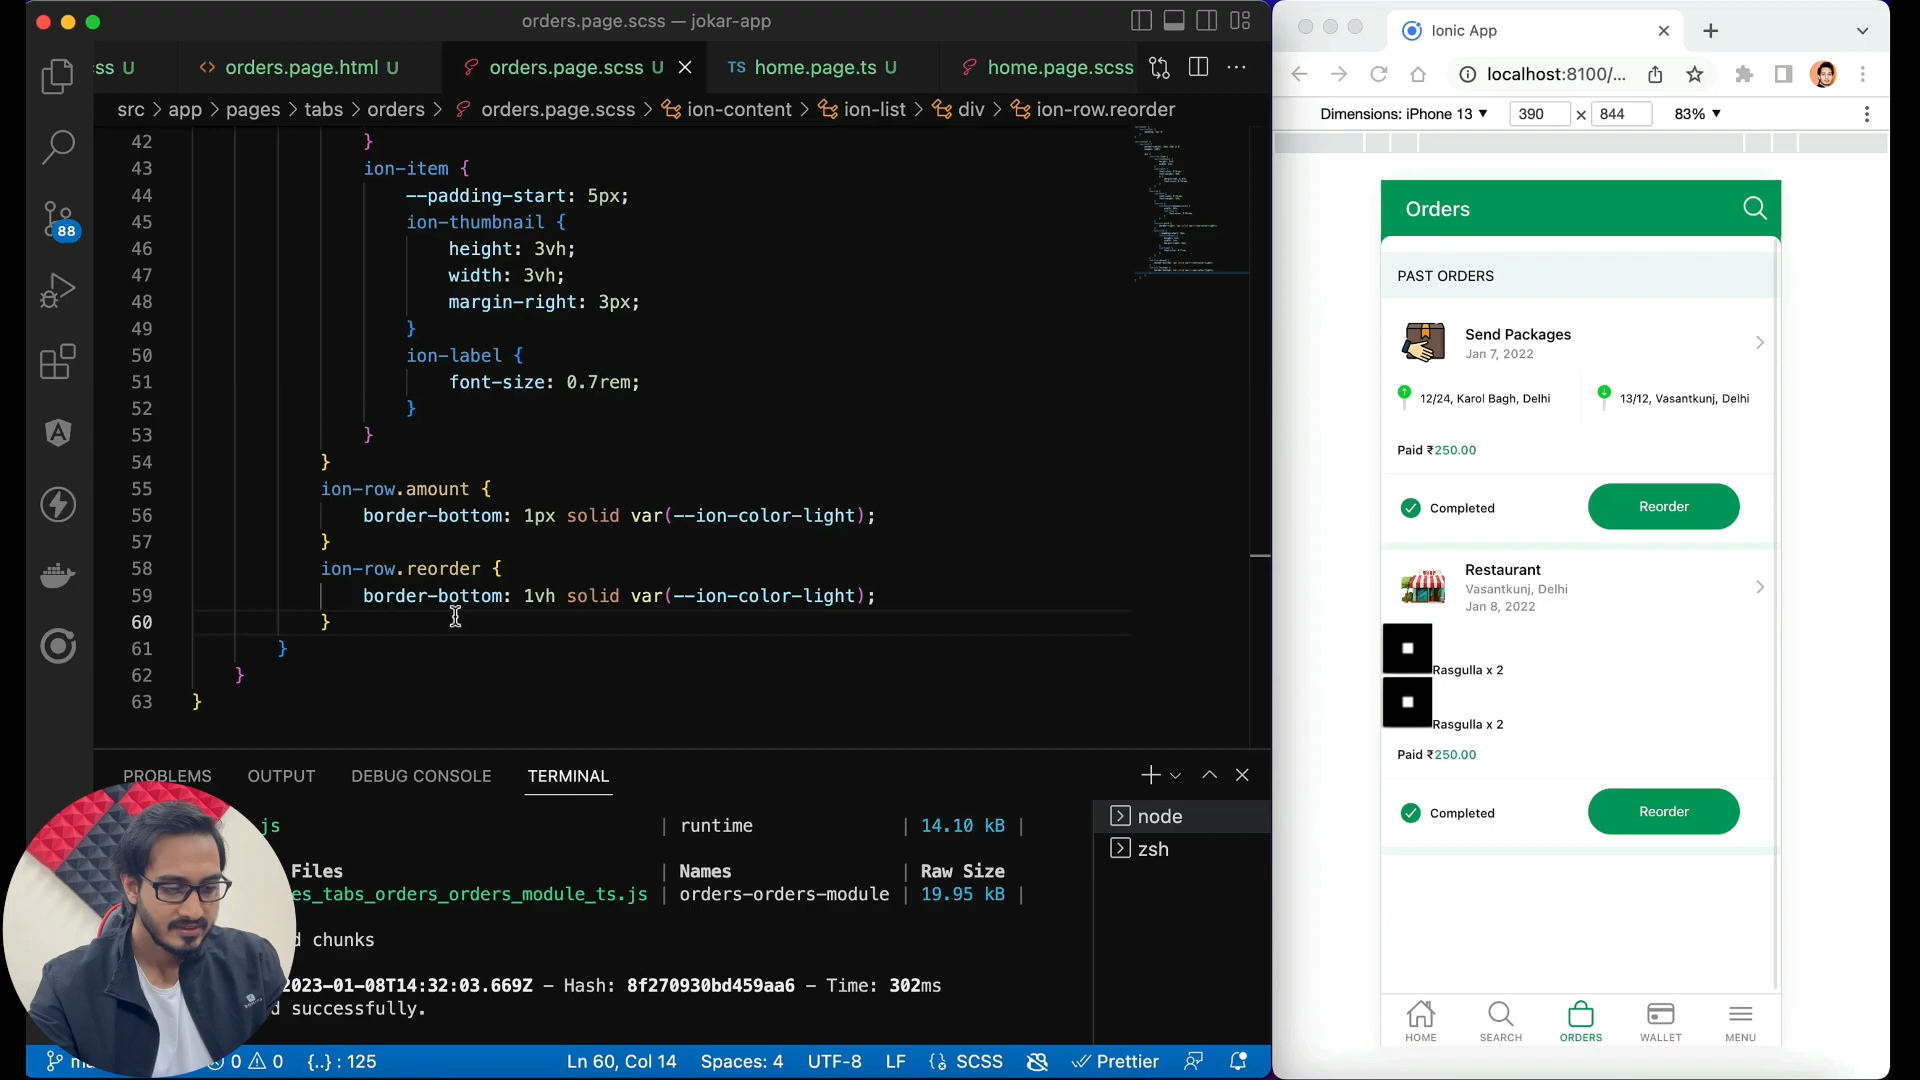 orders.page.scss — jokar-app
ss U
<> orders.page.html U
orders.page.scss U
TS home.page.ts U
home.page.scss
src > app > pages > tabs > orders > orders.page.scss > ion-content > ion-list > div > ion-row.reorder
42 }
43 ion-item {
44 --padding-start: 5px;
45 ion-thumbnail {
46 height: 3vh;
47 width: 3vh;
48 margin-right: 3px;
49 }
50 ion-label {
51 font-size: 0.7rem;
52 }
53 }
54 }
55 ion-row.amount {
56 border-bottom: 1px solid var(--ion-color-light);
57 }
58 ion-row.reorder {
59 border-bottom: 1vh solid var(--ion-color-light);
60 }
61 }
62 }
63 }
88
PROBLEMS OUTPUT DEBUG CONSOLE TERMINAL
js | runtime | 14.10 kB |
Files | Names | Raw Size
es_tabs_orders_orders_module_ts.js | orders-orders-module | 19.95 kB |
d chunks
2023-01-08T14:32:03.669Z – Hash: 8f270930bd459aa6 – Time: 302ms
d successfully.
node
zsh
0 0 {..} : 125 Ln 60, Col 14 Spaces: 4 UTF-8 LF SCSS Prettier
Ionic App
localhost:8100/...
Dimensions: iPhone 13 390 × 844 83%
Orders
PAST ORDERS
Send Packages
Jan 7, 2022
12/24, Karol Bagh, Delhi
13/12, Vasantkunj, Delhi
Paid ₹250.00
Completed
Reorder
Restaurant
Vasantkunj, Delhi
Jan 8, 2022
Rasgulla x 2
Rasgulla x 2
Paid ₹250.00
Completed
Reorder
HOME SEARCH ORDERS WALLET MENU